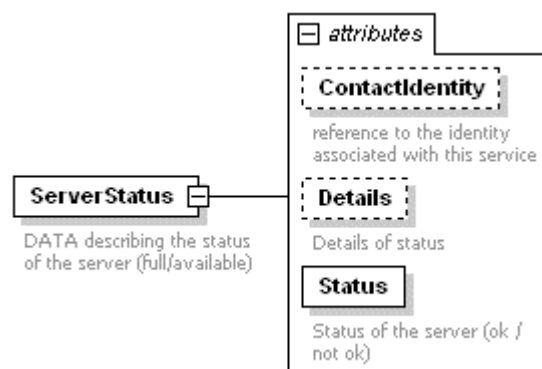 attributes
ContactIdentity
reference to the identity
associated with this service
ServerStatus
DATA describing the status
of the server (full/available)
Details
Details of status
Status
Status of the server (ok /
not ok)